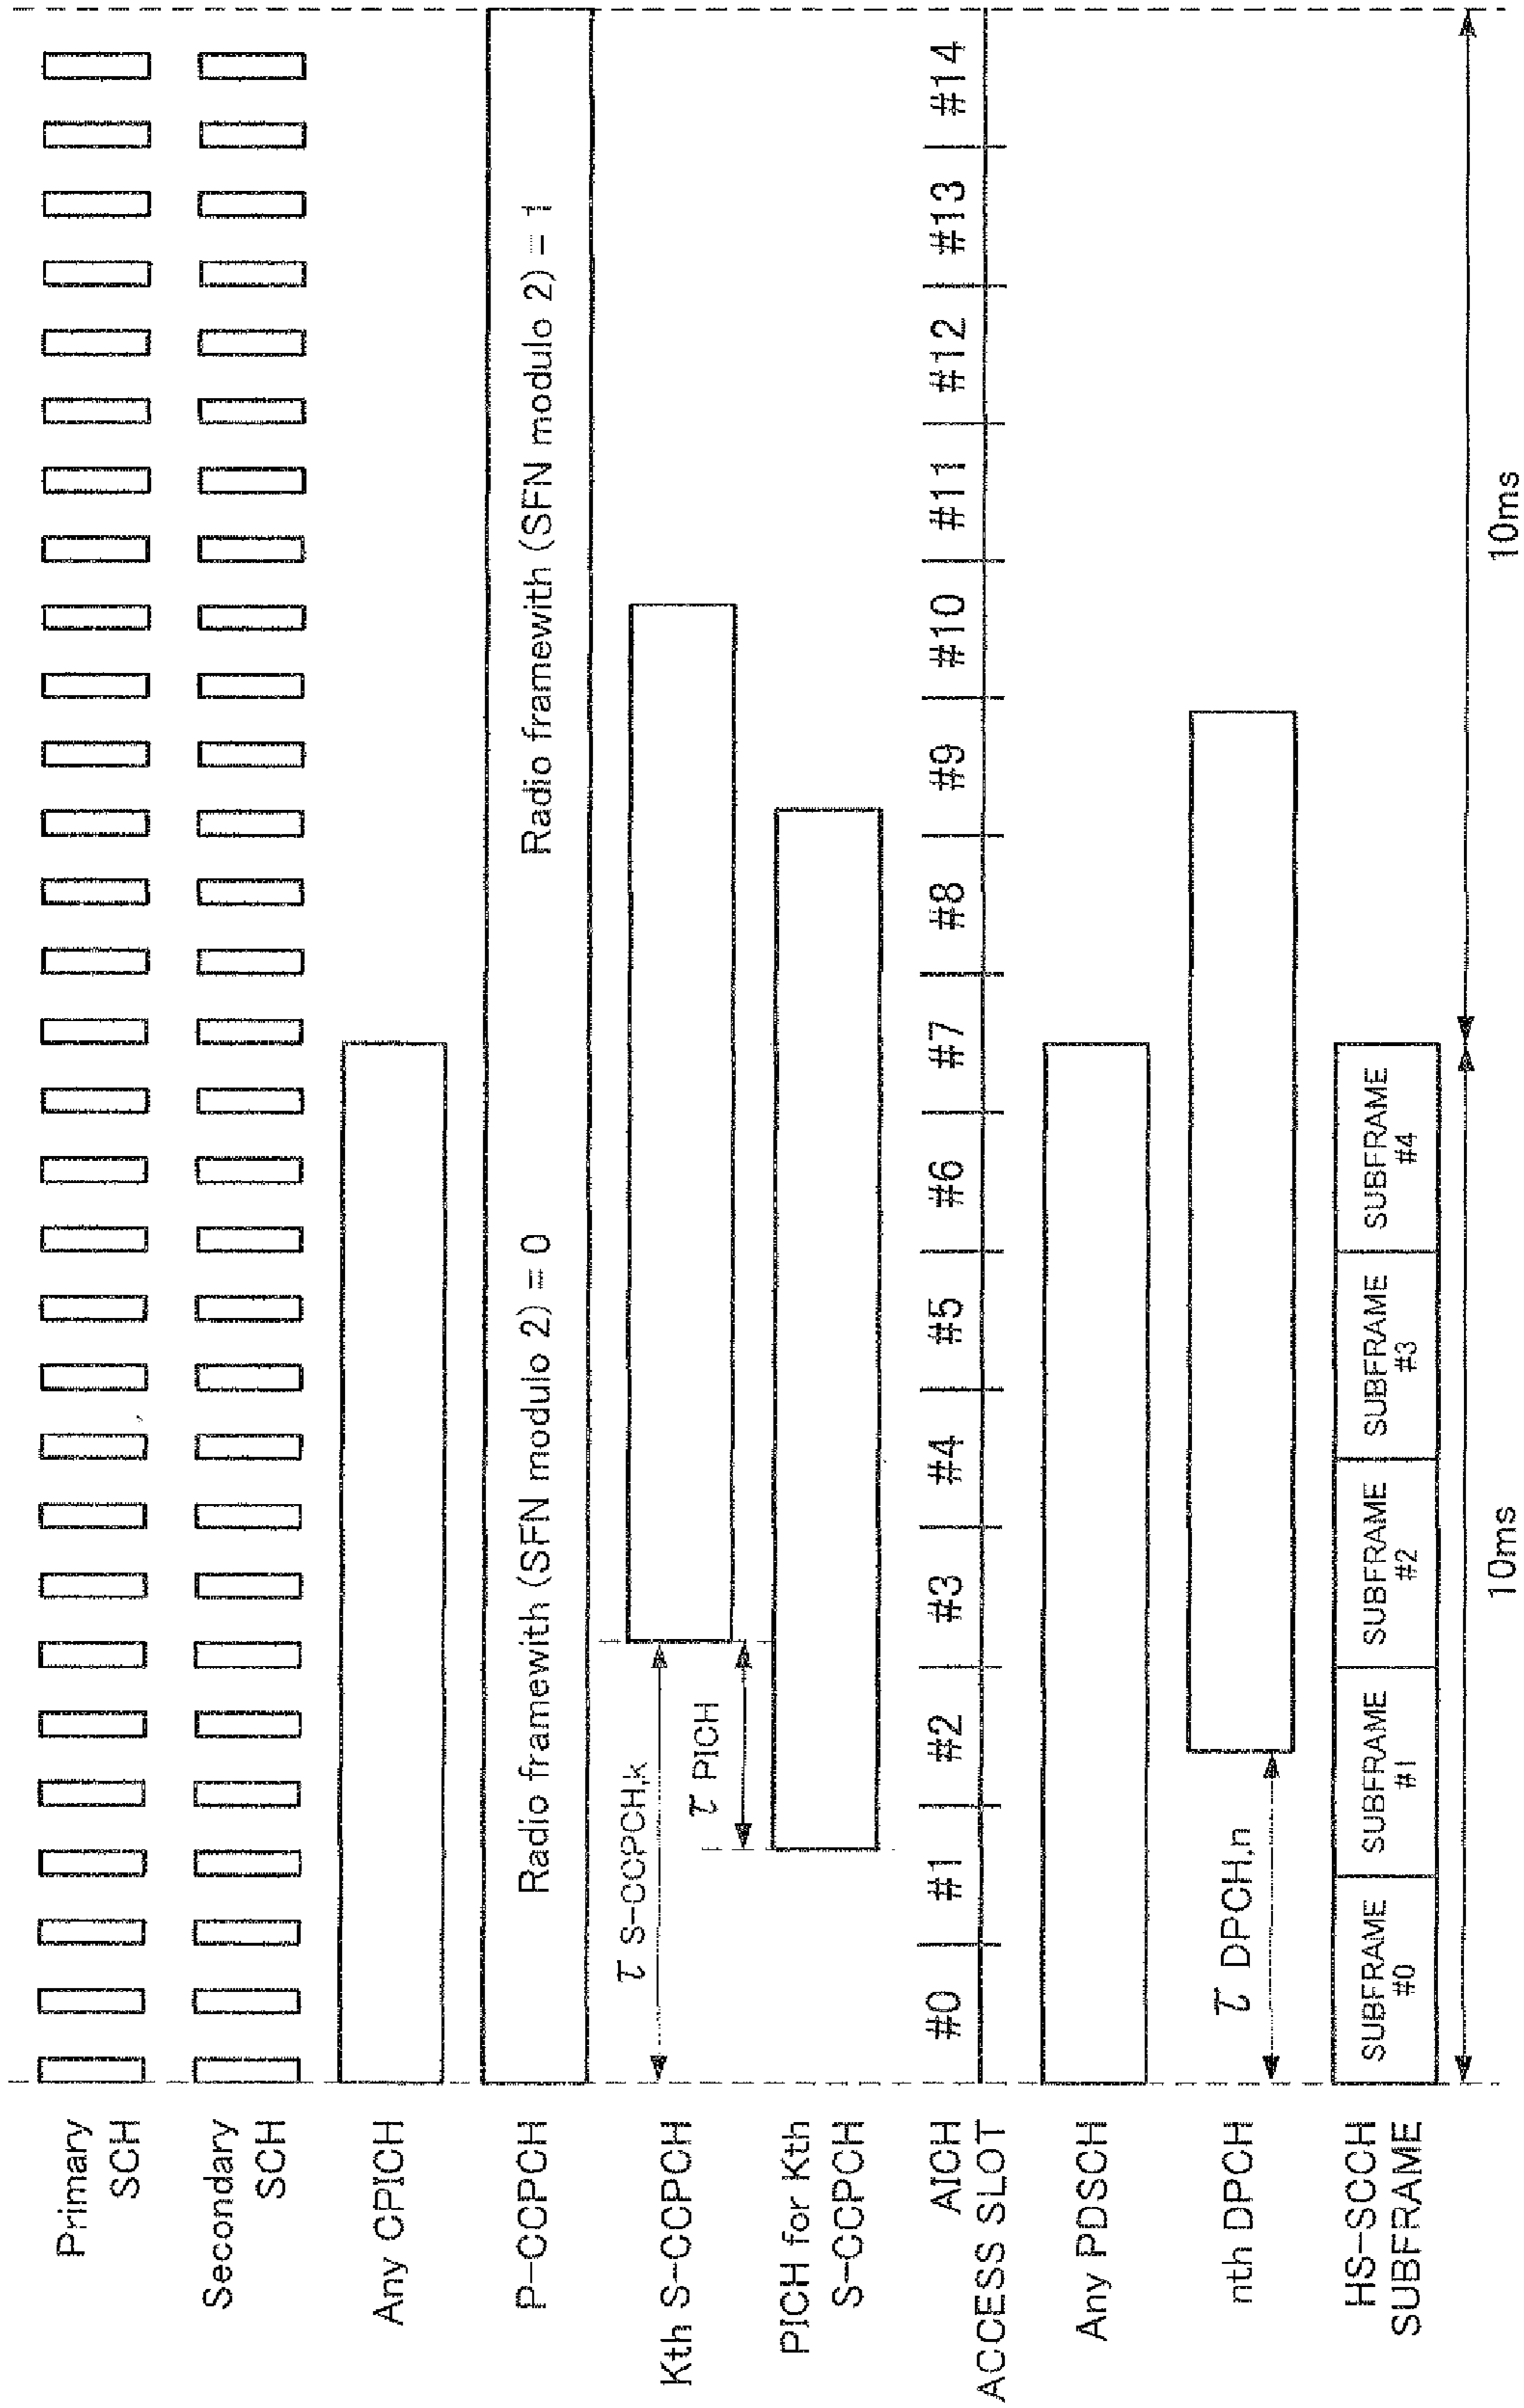 Primary
SCH
Secondary
SCH
Any CPICH
P-CCPCH
Radio framewith (SFN modulo 2) = 0
Radio framewith (SFN modulo 2) = 1
Kth S-CCPCH
τ S-CCPCH,k
τ PICH
PICH for Kth
S-CCPCH
AICH
ACCESS SLOT
#0 #1 #2 #3 #4 #5 #6 #7 #8 #9 #10 #11 #12 #13 #14
Any PDSCH
nth DPCH
τ DPCH,n
HS-SCCH
SUBFRAME
SUBFRAME
#0
SUBFRAME
#1
SUBFRAME
#2
SUBFRAME
#3
SUBFRAME
#4
10ms
10ms